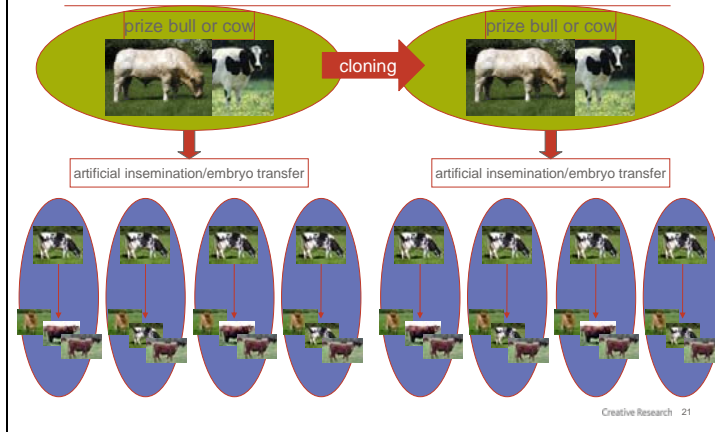 prize bull or cow
cloning
prize bull or cow
artificial insemination/embryo transfer
artificial insemination/embryo transfer
Creative Research 21